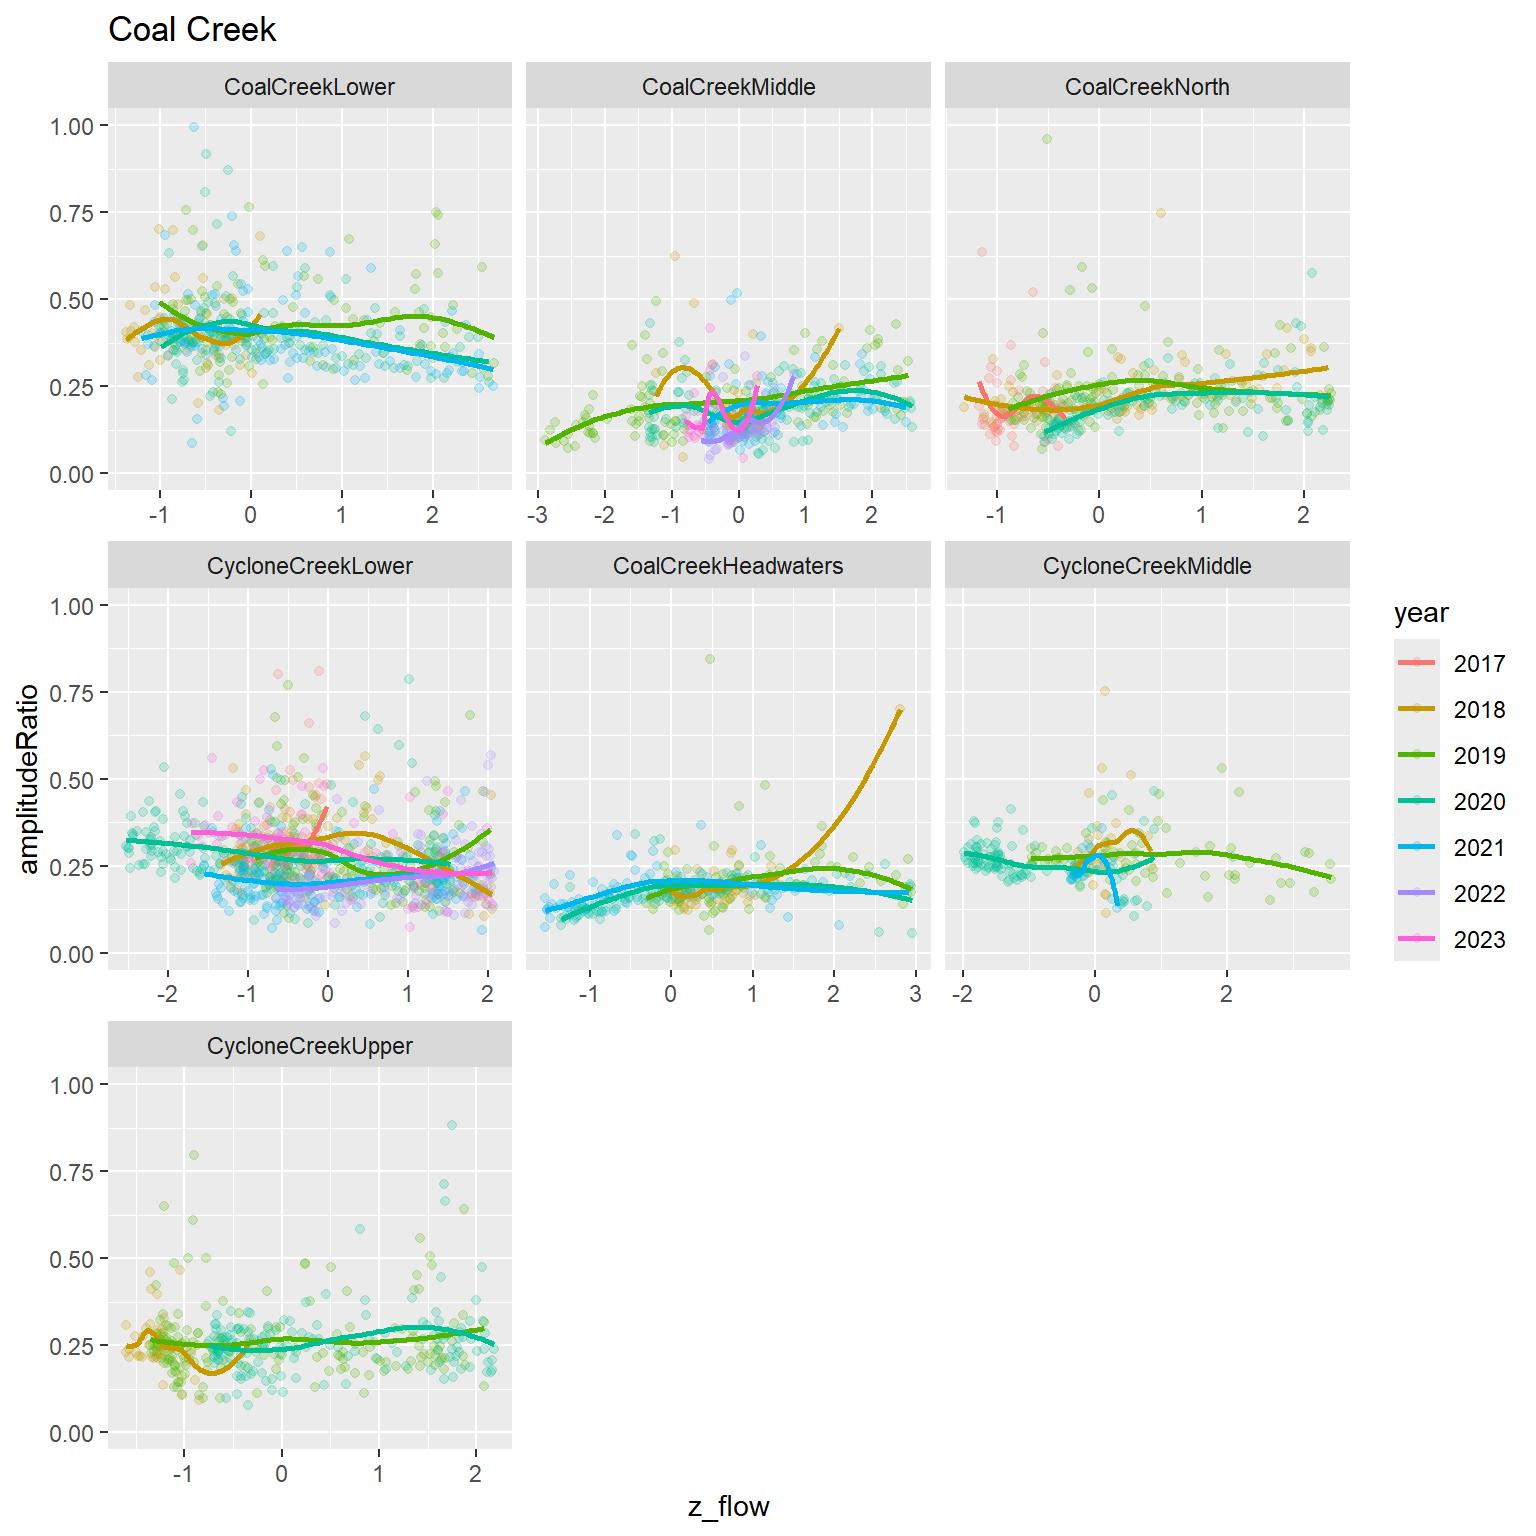 Coal Creek
CoalCreekLower
CoalCreekMiddle
CoalCreekNorth
1.00
0.75
0.50
0.25
0.00
-1 0 1 2
-3 -2 -1 0 1 2
-1 0 1 2
CycloneCreekLower
CoalCreekHeadwaters
CycloneCreekMiddle
1.00
0.75
0.50
0.25
0.00
-2 -1 0 1 2
-1 0 1 2 3
-2 0 2
CycloneCreekUpper
1.00
0.75
0.50
0.25
0.00
-1 0 1 2
amplitudeRatio
z_flow
year
2017
2018
2019
2020
2021
2022
2023